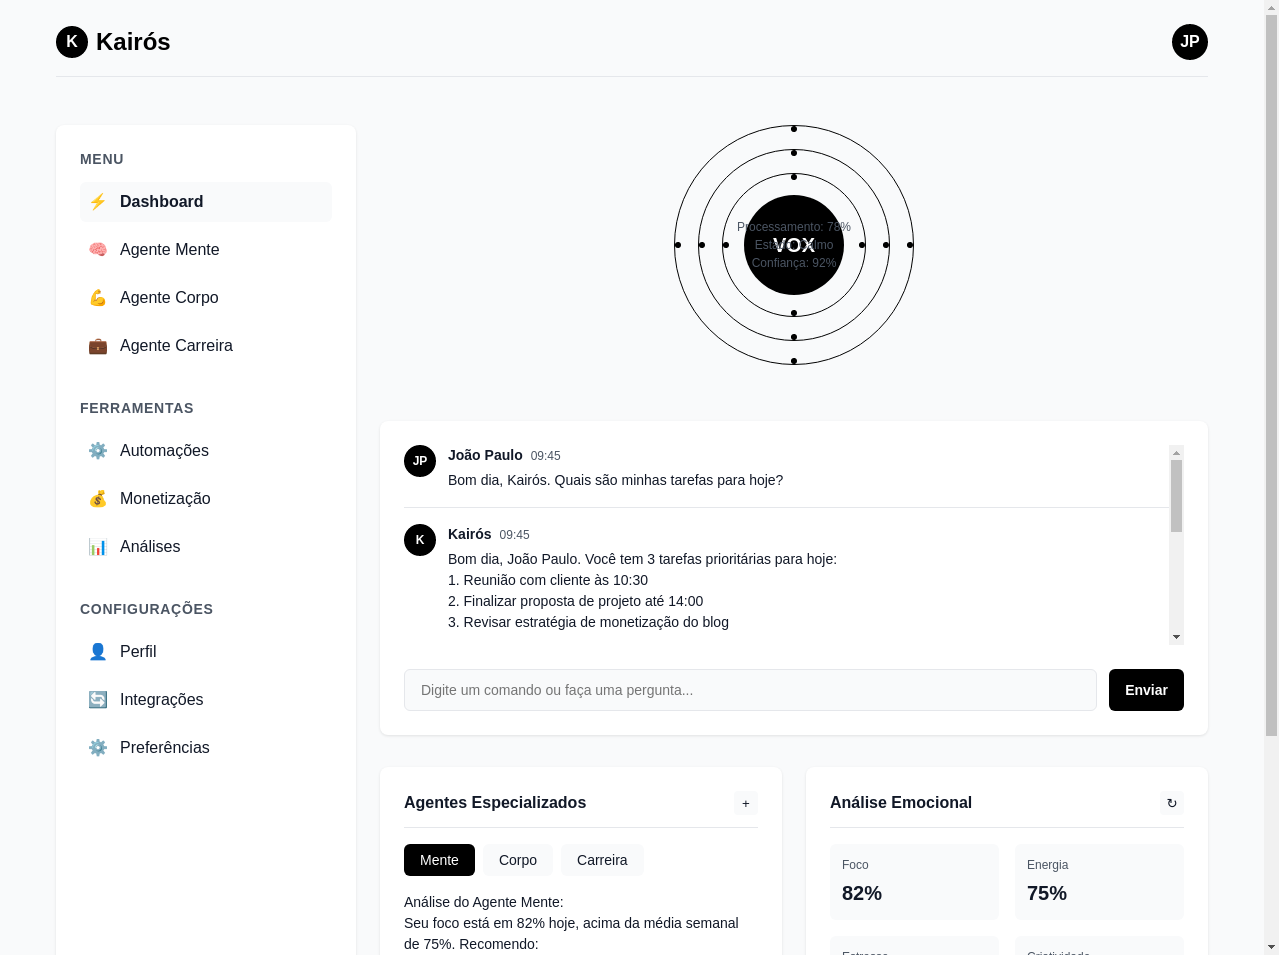 K Kairós
JP
MENU
Dashboard
Agente Mente
Agente Corpo
Agente Carreira
FERRAMENTAS
Automações
Monetização
Análises
CONFIGURAÇÕES
Perfil
Integrações
Preferências
Processamento: 78%
VOX
Confiança: 92%
JP João Paulo 09:45
Bom dia, Kairós. Quais são minhas tarefas para hoje?
K Kairós 09:45
Bom dia, João Paulo. Você tem 3 tarefas prioritárias para hoje:
1. Reunião com cliente às 10:30
2. Finalizar proposta de projeto até 14:00
3. Revisar estratégia de monetização do blog
Digite um comando ou faça uma pergunta...
Enviar
Agentes Especializados +
Mente Corpo Carreira
Análise do Agente Mente:
Seu foco está em 82% hoje, acima da média semanal
de 75%. Recomendo:
Análise Emocional ↻
Foco
82%
Energia
75%